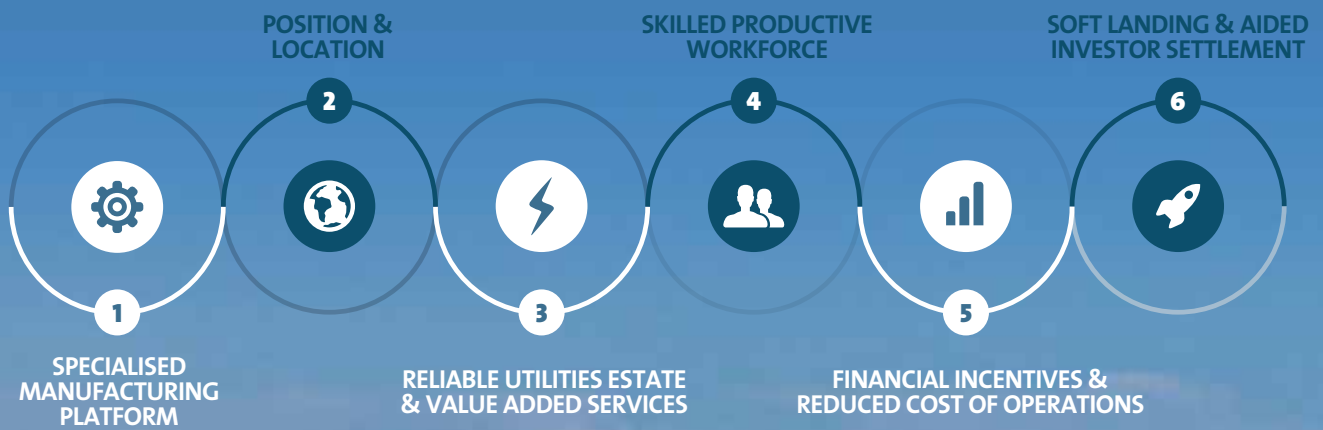 1
SPECIALISED
MANUFACTURING
PLATFORM
POSITION &
LOCATION
2
3
RELIABLE UTILITIES ESTATE
& VALUE ADDED SERVICES
SKILLED PRODUCTIVE
WORKFORCE
4
5
FINANCIAL INCENTIVES &
REDUCED COST OF OPERATIONS
SOFT LANDING & AIDED
INVESTOR SETTLEMENT
6